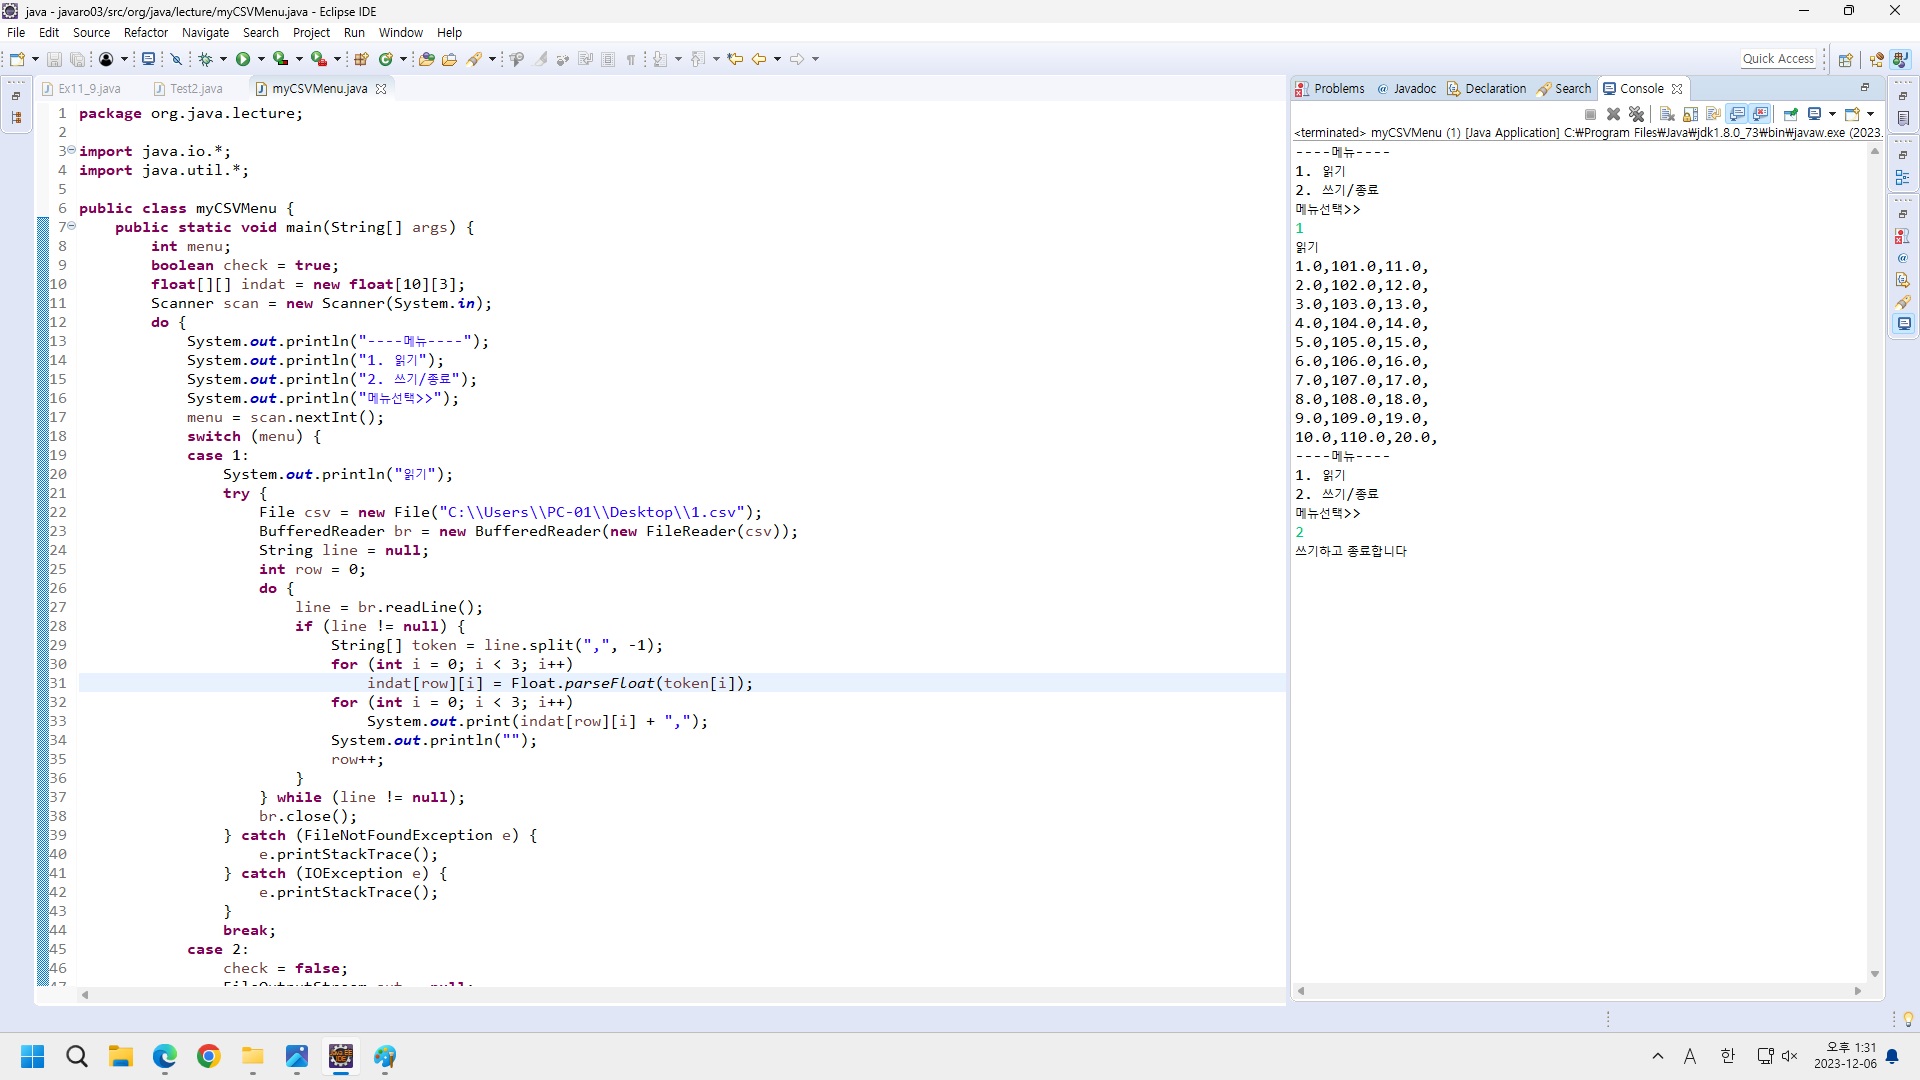 java - javaro03/src/org/java/lecture/myCSVMenu.java - Eclipse IDE
File Edit Source Refactor Navigate Search Project Run Window Help
Quick Access
Ex11_9.java Test2.java myCSVMenu.java
1 package org.java.lecture;
2
3 import java.io.*;
4 import java.util.*;
5
6 public class myCSVMenu {
7 public static void main(String[] args) {
8 int menu;
9 boolean check = true;
10 float[][] indat = new float[10][3];
11 Scanner scan = new Scanner(System.in);
12 do {
13 System.out.println("----메뉴----");
14 System.out.println("1. 읽기");
15 System.out.println("2. 쓰기/종료");
16 System.out.println("메뉴선택>>");
17 menu = scan.nextInt();
18 switch (menu) {
19 case 1:
20 System.out.println("읽기");
21 try {
22 File csv = new File("C:\\Users\\PC-01\\Desktop\\1.csv");
23 BufferedReader br = new BufferedReader(new FileReader(csv));
24 String line = null;
25 int row = 0;
26 do {
27 line = br.readLine();
28 if (line != null) {
29 String[] token = line.split(",", -1);
30 for (int i = 0; i < 3; i++)
31 indat[row][i] = Float.parseFloat(token[i]);
32 for (int i = 0; i < 3; i++)
33 System.out.print(indat[row][i] + ",");
34 System.out.println("");
35 row++;
36 }
37 } while (line != null);
38 br.close();
39 } catch (FileNotFoundException e) {
40 e.printStackTrace();
41 } catch (IOException e) {
42 e.printStackTrace();
43 }
44 break;
45 case 2:
46 check = false;
Problems @ Javadoc Declaration Search Console
<terminated> myCSVMenu (1) [Java Application] C:₩Program Files₩Java₩jdk1.8.0_73₩bin₩javaw.exe (2023.
----메뉴----
1. 읽기
2. 쓰기/종료
메뉴선택>>
1
읽기
1.0,101.0,11.0,
2.0,102.0,12.0,
3.0,103.0,13.0,
4.0,104.0,14.0,
5.0,105.0,15.0,
6.0,106.0,16.0,
7.0,107.0,17.0,
8.0,108.0,18.0,
9.0,109.0,19.0,
10.0,110.0,20.0,
----메뉴----
1. 읽기
2. 쓰기/종료
메뉴선택>>
2
쓰기하고 종료합니다
A 한
오후 1:31
2023-12-06